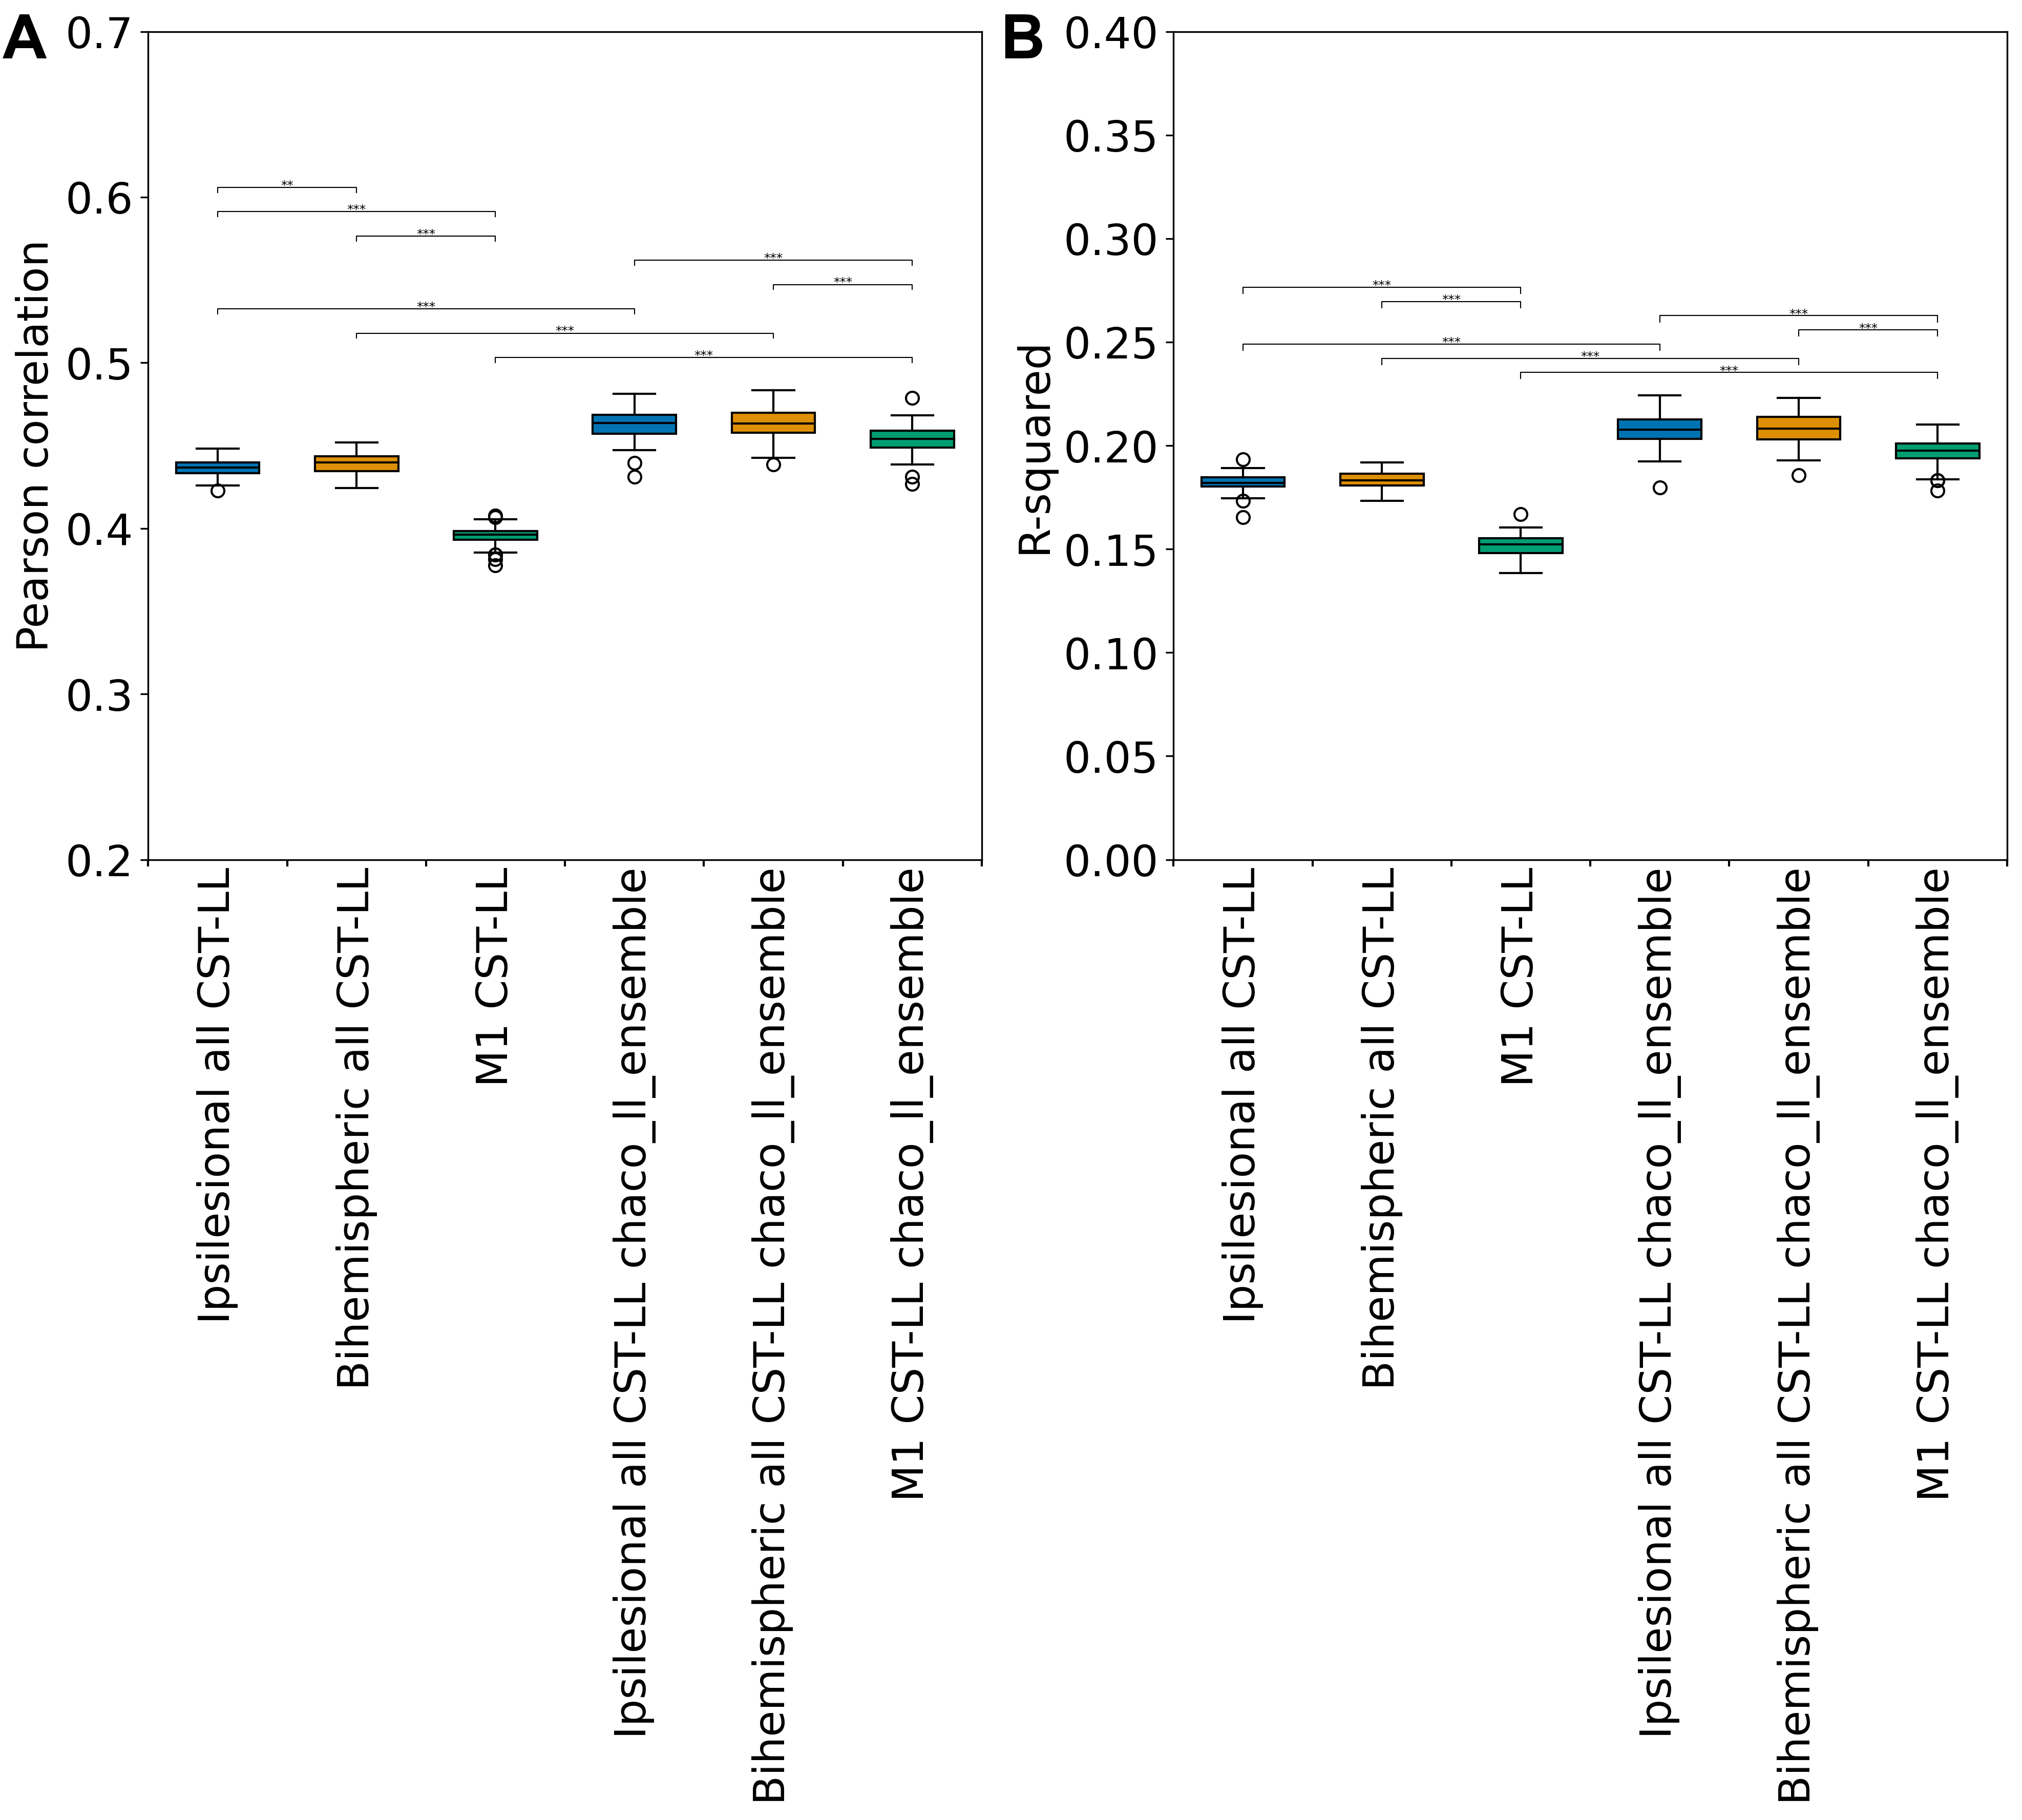 A
Pearson correlation
0.7
0.6
0.5
0.4
0.3
0.2
**
***
***
***
***
***
***
***
Ipsilesional all CST-LL
Bihemispheric all CST-LL
M1 CST-LL
Ipsilesional all CST-LL chaco_ll_ensemble
Bihemispheric all CST-LL chaco_ll_ensemble
M1 CST-LL chaco_ll_ensemble
B
R-squared
0.40
0.35
0.30
0.25
0.20
0.15
0.10
0.05
0.00
***
***
***
***
***
***
***
Ipsilesional all CST-LL
Bihemispheric all CST-LL
M1 CST-LL
Ipsilesional all CST-LL chaco_ll_ensemble
Bihemispheric all CST-LL chaco_ll_ensemble
M1 CST-LL chaco_ll_ensemble